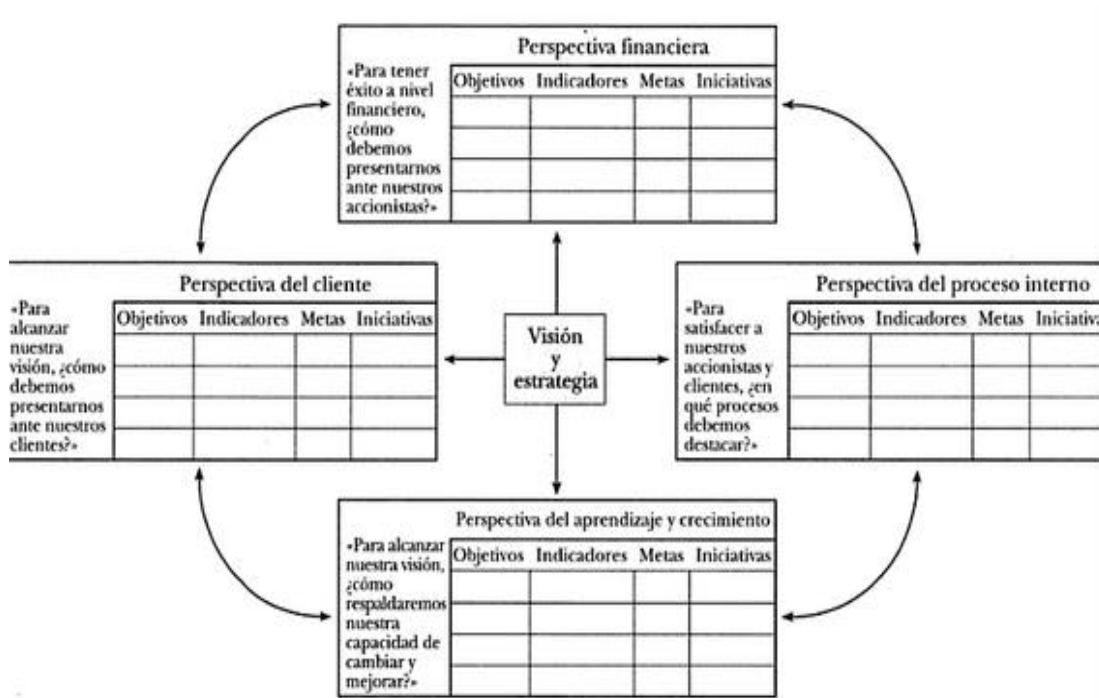 Perspectiva financiera
«Para tener
éxito a nivel
financiero,
¿cómo
debemos
presentarnos
ante nuestros
accionistas?»
Objetivos Indicadores Metas Iniciativas
Perspectiva del cliente
«Para
alcanzar
nuestra
visión, ¿cómo
debemos
presentarnos
ante nuestros
clientes?»
Objetivos Indicadores Metas Iniciativas
Visión
y
estrategia
Perspectiva del proceso interno
«Para
satisfacer a
nuestros
accionistas y
clientes, ¿en
qué procesos
debemos
destacar?»
Objetivos Indicadores Metas Iniciativa
Perspectiva del aprendizaje y crecimiento
«Para alcanzar
nuestra visión,
¿cómo
respaldaremos
nuestra
capacidad de
cambiar y
mejorar?»
Objetivos Indicadores Metas Iniciativas